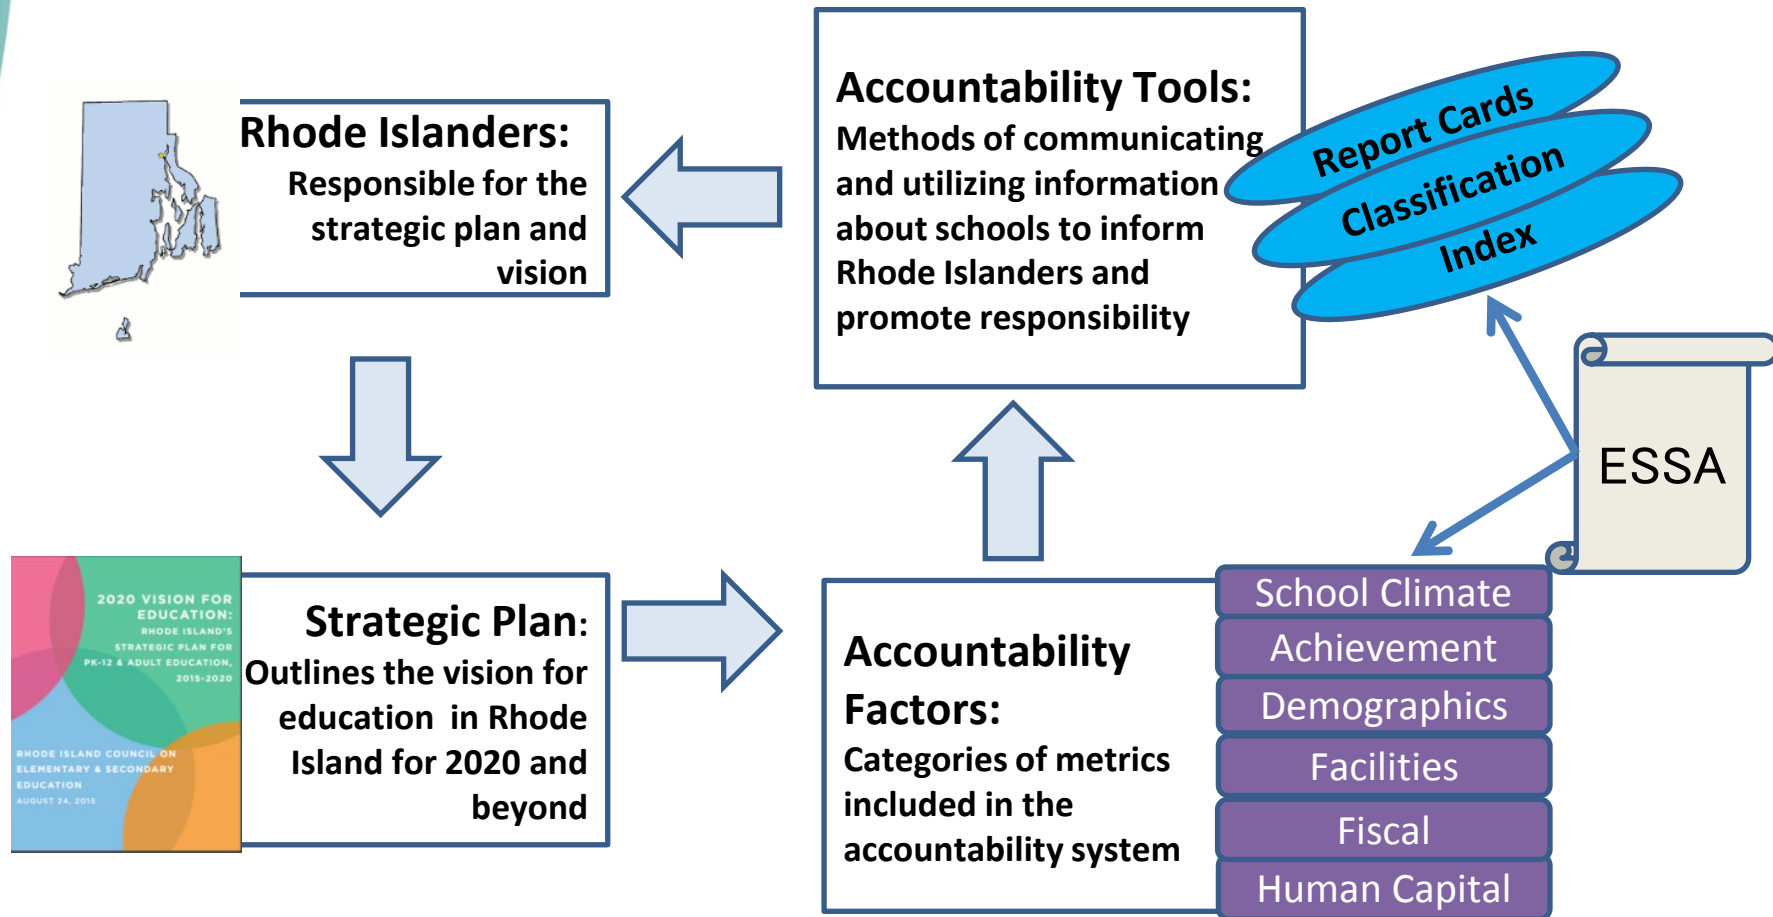 Rhode Islanders:
Responsible for the
strategic plan and
vision
Accountability Tools:
Methods of communicating
and utilizing information
about schools to inform
Rhode Islanders and
promote responsibility
Report Cards
Classification
Index
ESSA
2020 VISION FOR
EDUCATION:
RHODE ISLAND'S
STRATEGIC PLAN FOR
PK-12 & ADULT EDUCATION,
2015-2020
RHODE ISLAND COUNCIL ON
ELEMENTARY & SECONDARY
EDUCATION
AUGUST 24, 2015
Strategic Plan:
Outlines the vision for
education in Rhode
Island for 2020 and
beyond
Accountability
Factors:
Categories of metrics
included in the
accountability system
School Climate
Achievement
Demographics
Facilities
Fiscal
Human Capital